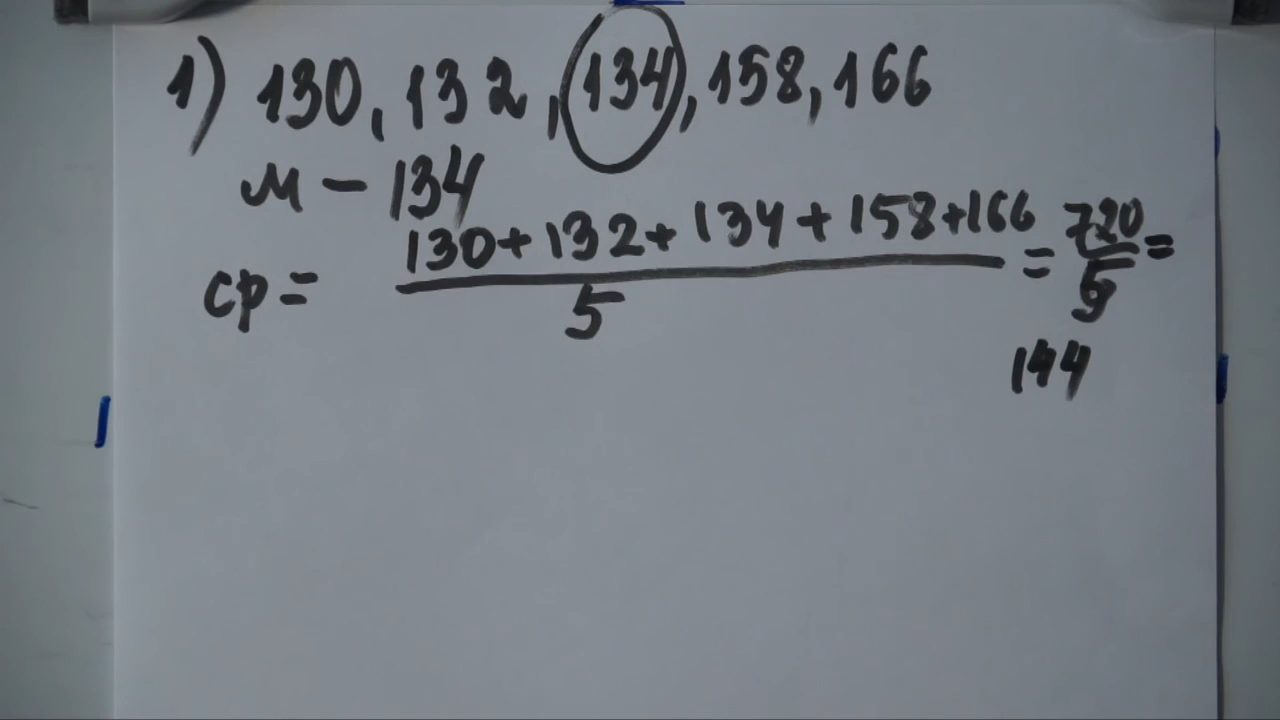 1) 130, 132, 134, 158, 166
м – 134
ср = 130+132+134+158+166 / 5 = 720 / 5 =
144